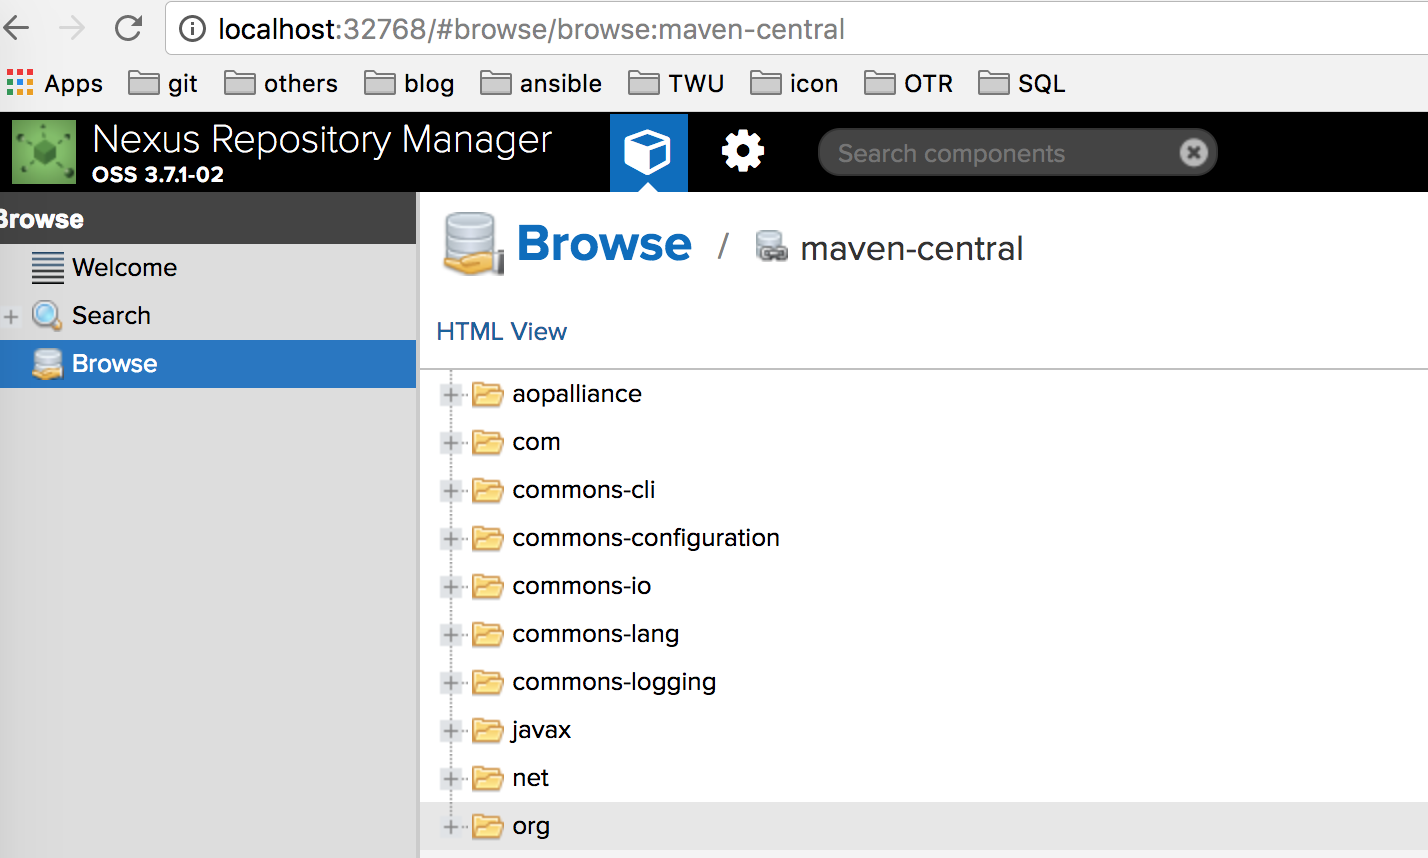 localhost:32768/#browse/browse:maven-central
Apps git others blog ansible TWU icon OTR SQL
Nexus Repository Manager
OSS 3.7.1-02
Search components
Browse
Welcome
Search
Browse
Browse / maven-central
HTML View
aopalliance
com
commons-cli
commons-configuration
commons-io
commons-lang
commons-logging
javax
net
org